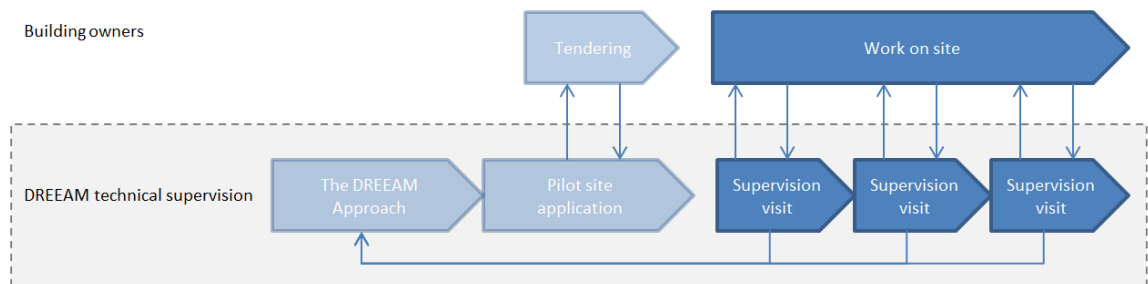 Building owners
Tendering
Work on site
DREEAM technical supervision
The DREEAM
Approach
Pilot site
application
Supervision
visit
Supervision
visit
Supervision
visit